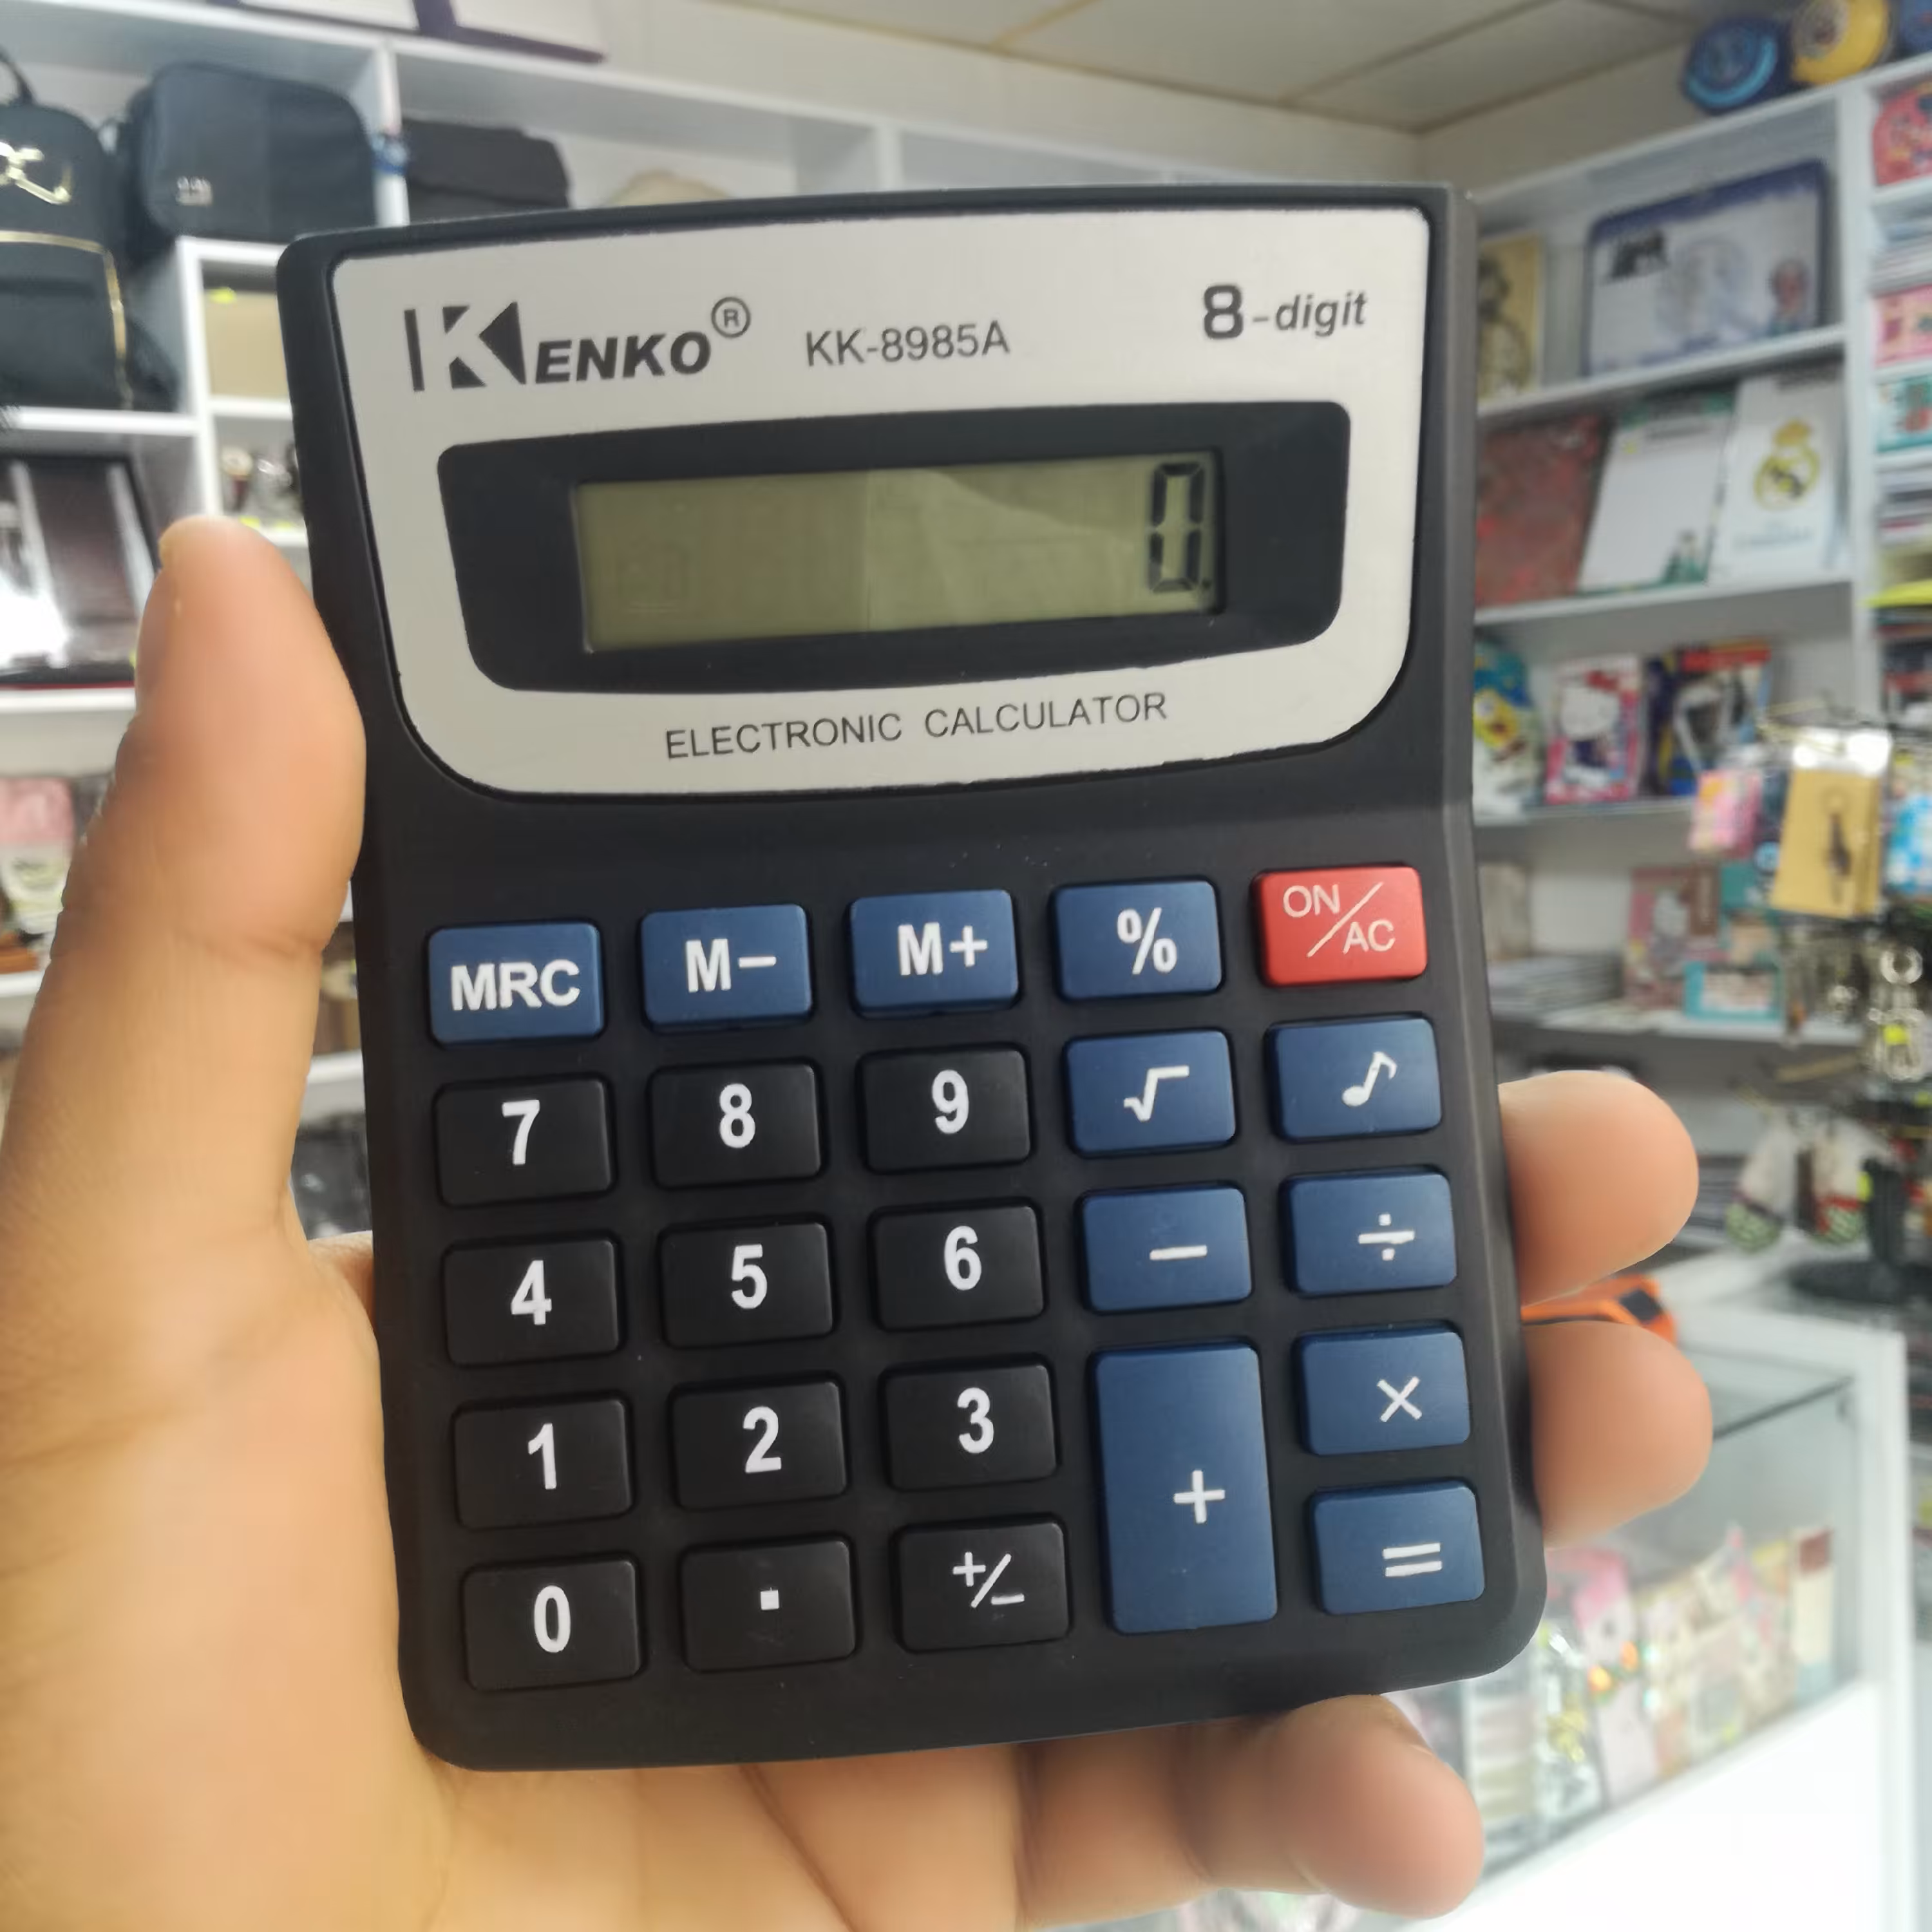 KENKO® KK-8985A 8-digit
0.
ELECTRONIC CALCULATOR
MRC M− M+ % ON/AC
7 8 9 √ ♪
4 5 6 − ÷
1 2 3 + ×
0 . +/− =